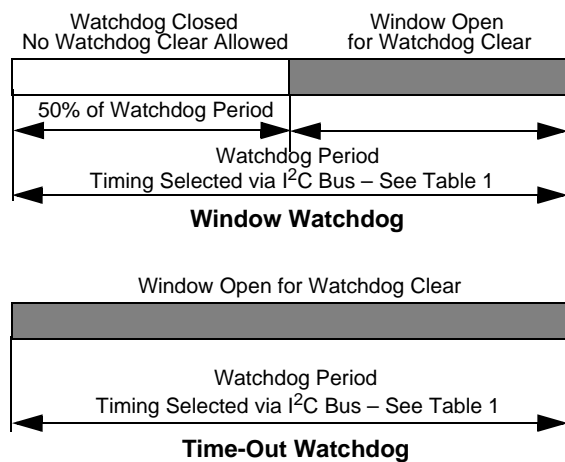 Watchdog Closed
No Watchdog Clear Allowed
Window Open
for Watchdog Clear
50% of Watchdog Period
Watchdog Period
Timing Selected via I²C Bus – See Table 1
Window Watchdog
Window Open for Watchdog Clear
Watchdog Period
Timing Selected via I²C Bus – See Table 1
Time-Out Watchdog